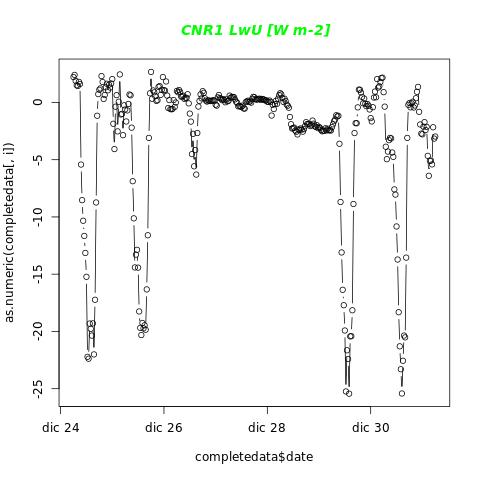 CNR1 LwU [W m-2]
as.numeric(completedata[, i])
0
-5
-10
-15
-20
-25
dic 24
dic 26
dic 28
dic 30
completedata$date